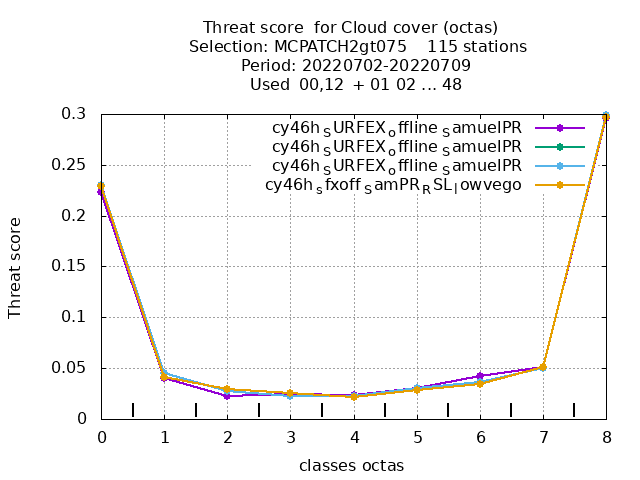 Threat score  for Cloud cover (octas)
Selection: MCPATCH2gt075    115 stations
Period: 20220702-20220709
Used  00,12  + 01 02 ... 48
cy46h_SURFEX_offline_SamuelPR
cy46h_SURFEX_offline_SamuelPR
cy46h_SURFEX_offline_SamuelPR
cy46h_sfxoff_SamPR_RSL_lowvego
0.3
0.25
0.2
0.15
0.1
0.05
0
Threat score
0 1 2 3 4 5 6 7 8
classes octas